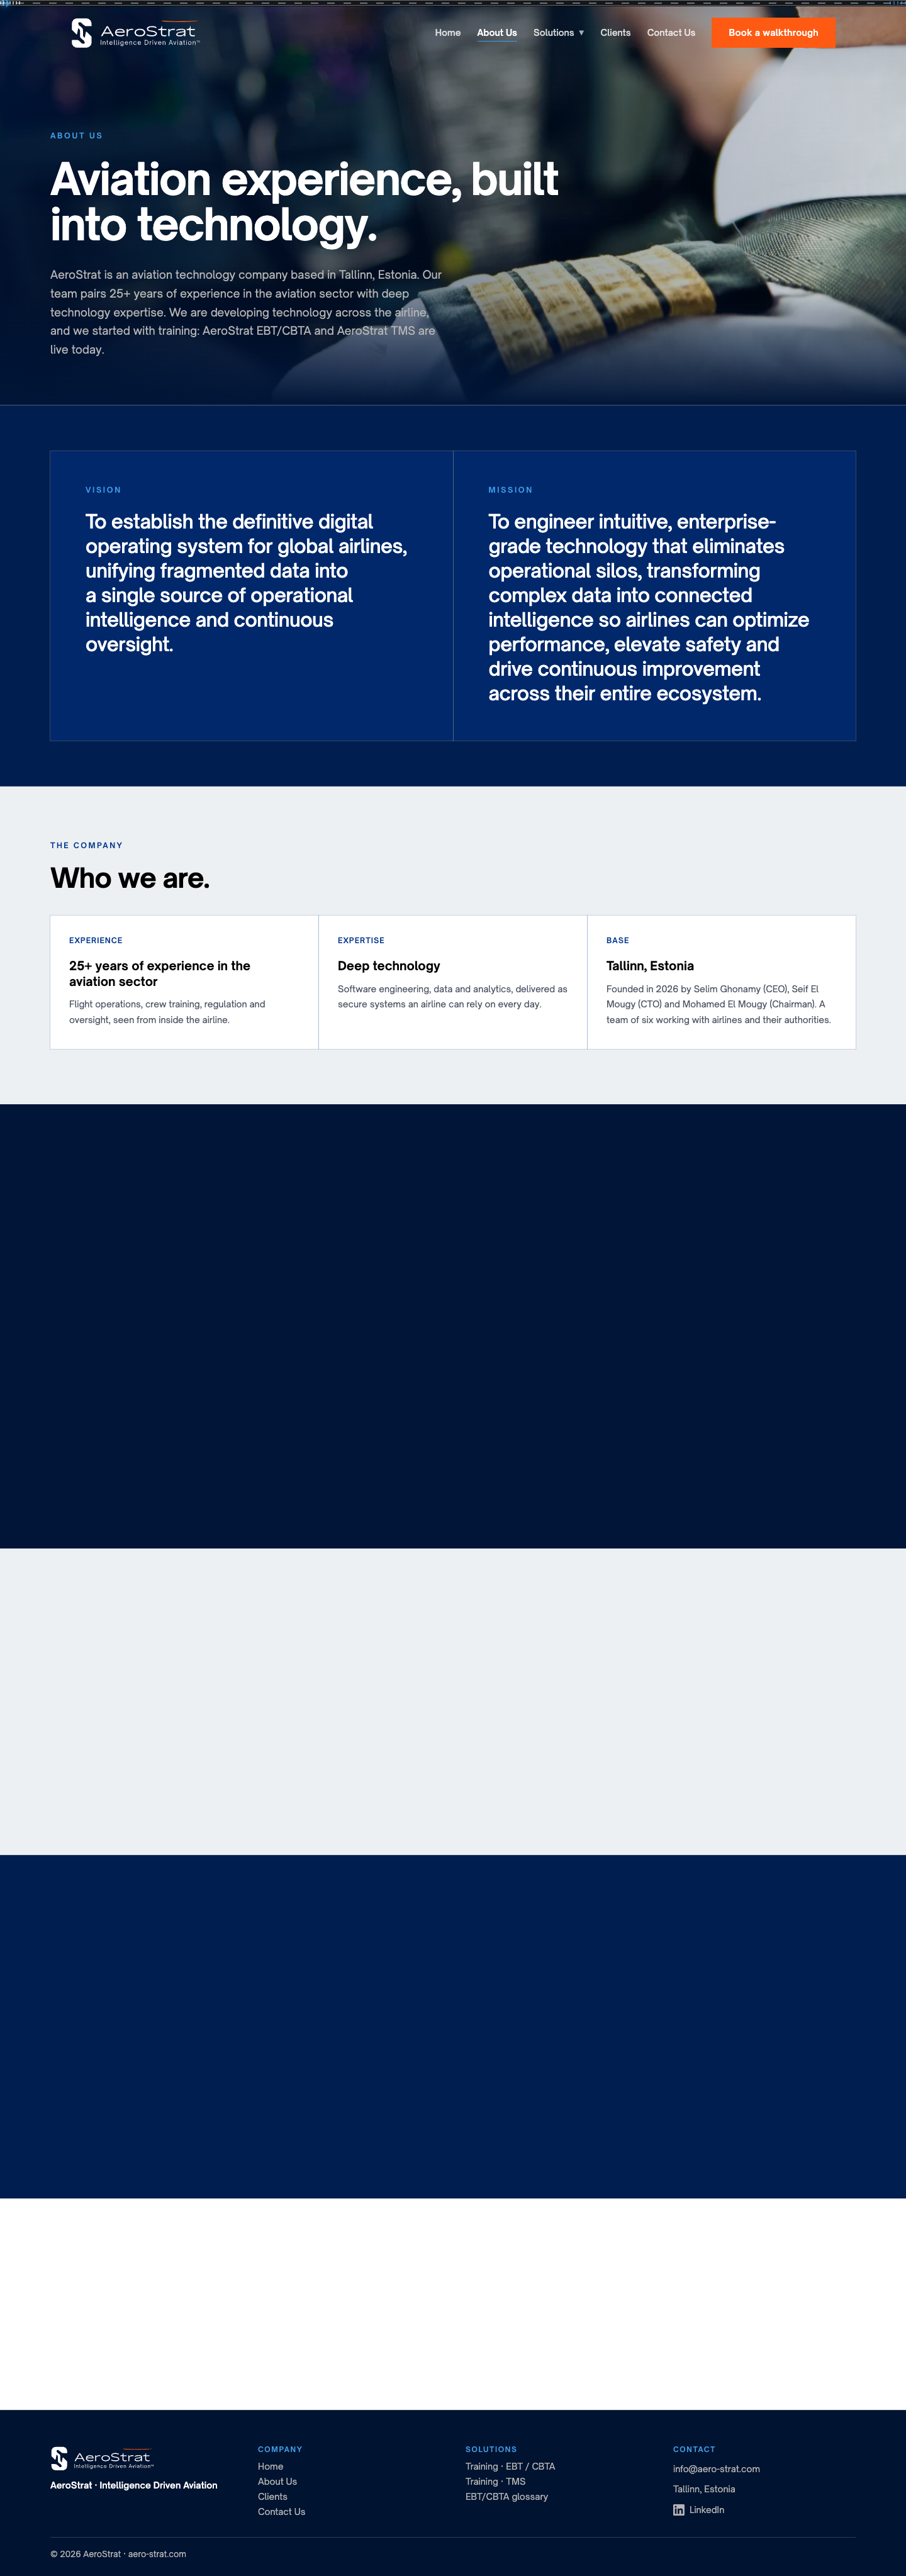 AeroStrat
Intelligence Driven Aviation™
Home
About Us
Solutions ▼
Clients
Contact Us
Book a walkthrough
ABOUT US
Aviation experience, built
into technology.
AeroStrat is an aviation technology company based in Tallinn, Estonia. Our
team pairs 25+ years of experience in the aviation sector with deep
technology expertise. We are developing technology across the airline,
and we started with training: AeroStrat EBT/CBTA and AeroStrat TMS are
live today.
VISION
To establish the definitive digital
operating system for global airlines,
unifying fragmented data into
a single source of operational
intelligence and continuous
oversight.
MISSION
To engineer intuitive, enterprise-
grade technology that eliminates
operational silos, transforming
complex data into connected
intelligence so airlines can optimize
performance, elevate safety and
drive continuous improvement
across their entire ecosystem.
THE COMPANY
Who we are.
EXPERIENCE
25+ years of experience in the
aviation sector
Flight operations, crew training, regulation and
oversight, seen from inside the airline.
EXPERTISE
Deep technology
Software engineering, data and analytics, delivered as
secure systems an airline can rely on every day.
BASE
Tallinn, Estonia
Founded in 2026 by Selim Ghonamy (CEO), Seif El
Mougy (CTO) and Mohamed El Mougy (Chairman). A
team of six working with airlines and their authorities.
AeroStrat
Intelligence Driven Aviation™
AeroStrat · Intelligence Driven Aviation
COMPANY
Home
About Us
Clients
Contact Us
SOLUTIONS
Training · EBT / CBTA
Training · TMS
EBT/CBTA glossary
CONTACT
info@aero-strat.com
Tallinn, Estonia
LinkedIn
© 2026 AeroStrat · aero-strat.com